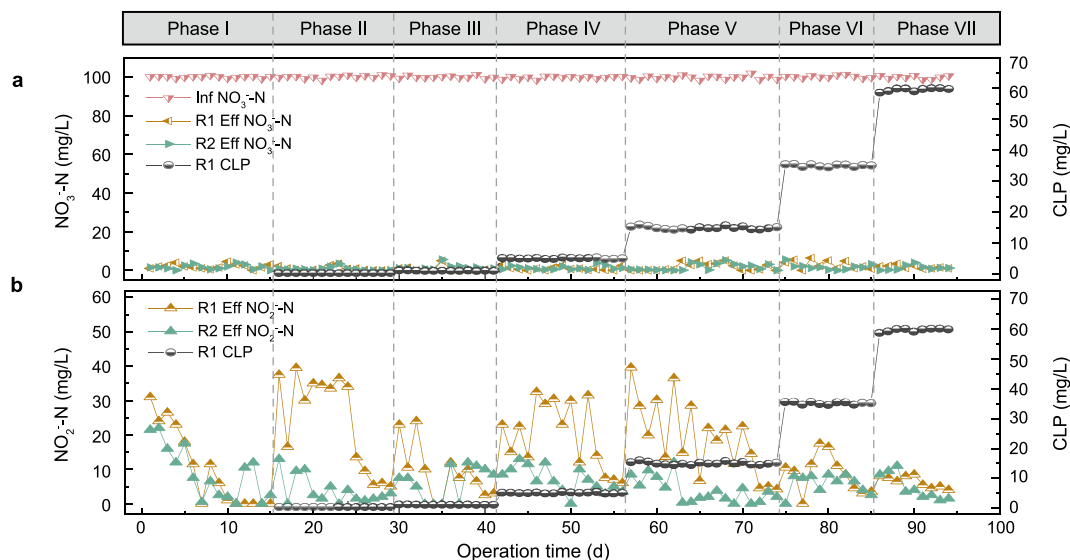 Phase I Phase II Phase III Phase IV Phase V Phase VI Phase VII
a
100
80
60
40
20
0
NO₃⁻-N (mg/L)
Inf NO₃⁻-N
R1 Eff NO₃⁻-N
R2 Eff NO₃⁻-N
R1 CLP
70
60
50
40
30
20
10
0
CLP (mg/L)
b
60
50
40
30
20
10
0
NO₂⁻-N (mg/L)
R1 Eff NO₂⁻-N
R2 Eff NO₂⁻-N
R1 CLP
70
60
50
40
30
20
10
0
CLP (mg/L)
0 10 20 30 40 50 60 70 80 90 100
Operation time (d)